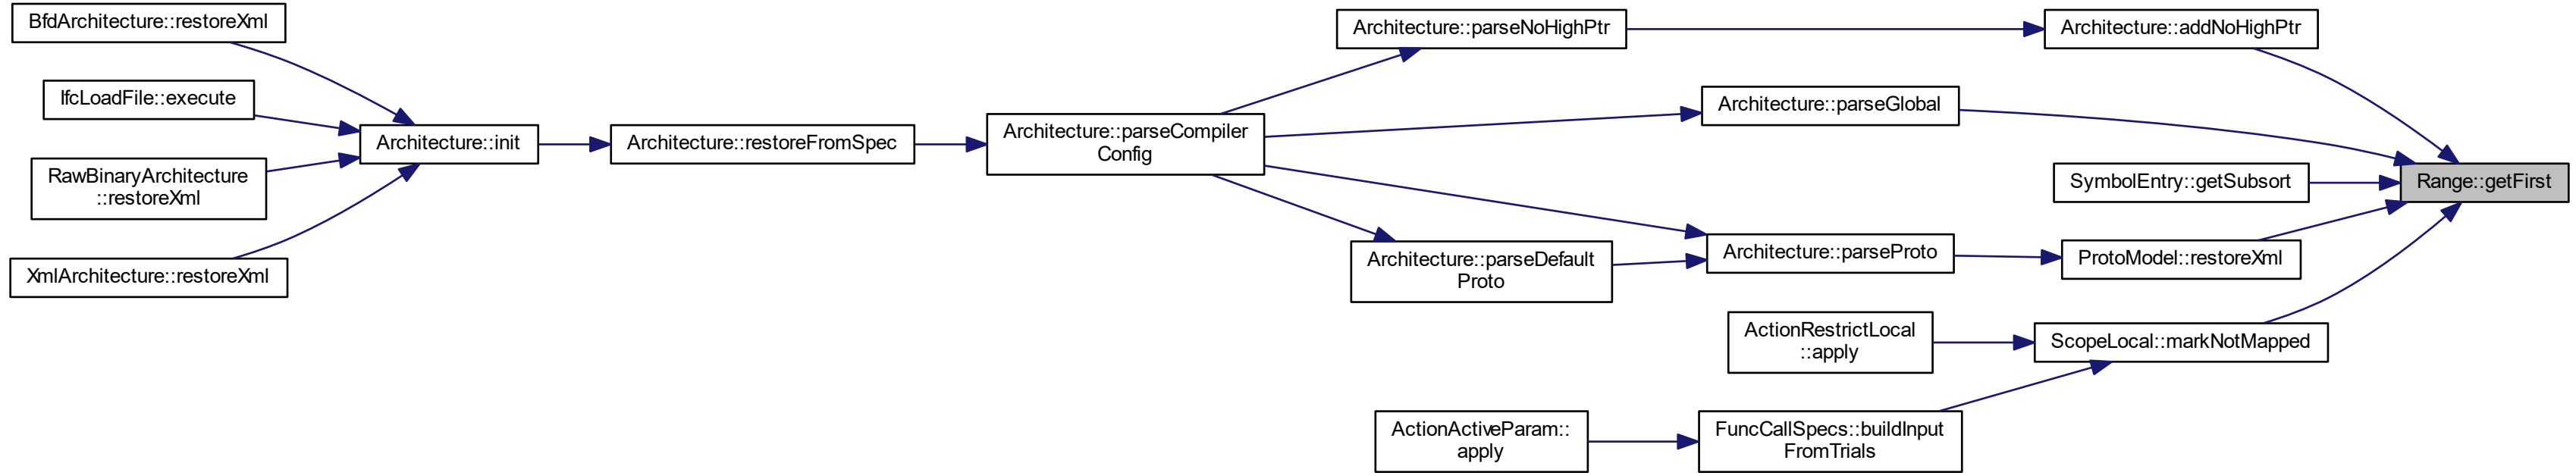 BfdArchitecture::restoreXml
IfcLoadFile::execute
RawBinaryArchitecture
::restoreXml
XmlArchitecture::restoreXml
Architecture::init
Architecture::restoreFromSpec
Architecture::parseCompiler
Config
Architecture::parseNoHighPtr
Architecture::parseDefault
Proto
ActionActiveParam::
apply
Architecture::parseGlobal
Architecture::parseProto
ActionRestrictLocal
::apply
FuncCallSpecs::buildInput
FromTrials
Architecture::addNoHighPtr
SymbolEntry::getSubsort
ProtoModel::restoreXml
ScopeLocal::markNotMapped
Range::getFirst